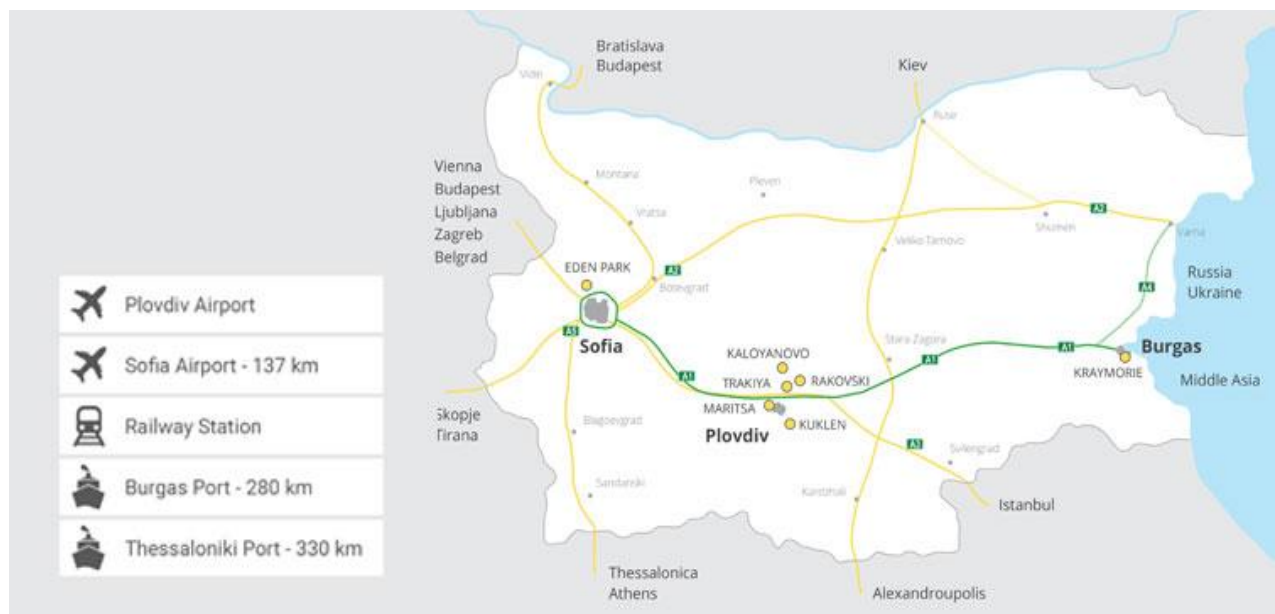 Plovdiv Airport
Sofia Airport - 137 km
Railway Station
Burgas Port - 280 km
Thessaloniki Port - 330 km
Bratislava
Budapest
Kiev
Vidin
Ruse
Vienna
Budapest
Ljubljana
Zagreb
Belgrad
Montana
Pleven
Vratsa
A2
Shumen
Varna
Veliko Tarnovo
EDEN PARK
A2
Botevgrad
Russia
Ukraine
A4
A5
Sofia
Stara Zagora
A1
A1
Burgas
KRAYMORIE
Middle Asia
KALOYANOVO
A1
TRAKIYA
RAKOVSKI
MARITSA
Plovdiv
KUKLEN
Skopje
Tirana
Blagoevgrad
A3
Svilengrad
Sandanski
Kardzhali
Istanbul
Thessalonica
Athens
Alexandroupolis